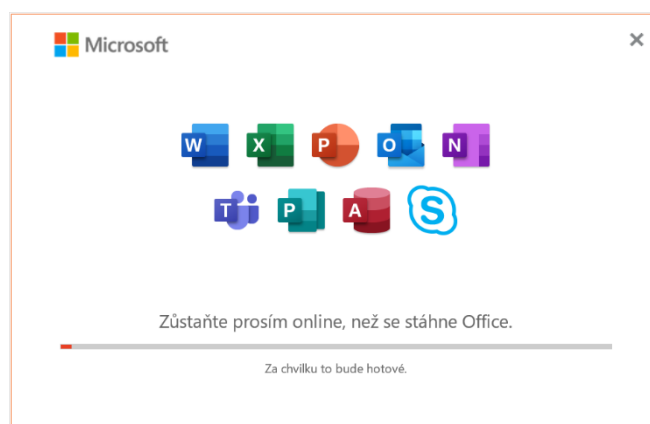 Microsoft
W X P O N
T P A S
Zůstaňte prosím online, než se stáhne Office.
Za chvilku to bude hotové.